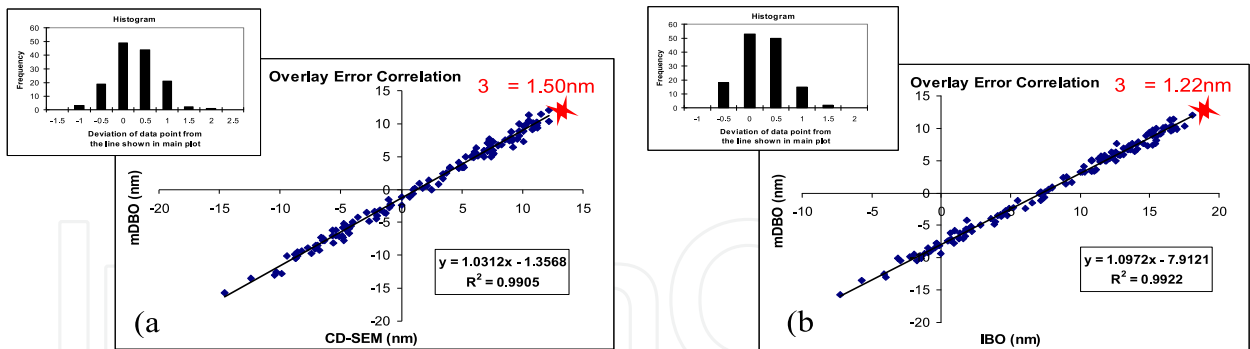 Histogram
Frequency
60
50
40
30
20
10
0
-1.5 -1 -0.5 0 0.5 1 1.5 2 2.5
Deviation of data point from
the line shown in main plot
Overlay Error Correlation
3 = 1.50nm
15
10
5
0
-5
-10
-15
-20
mDBO (nm)
-20 -15 -10 -5 0 5 10 15
y = 1.0312x - 1.3568
R² = 0.9905
(a
CD-SEM (nm)
Histogram
Frequency
60
50
40
30
20
10
0
-1 -0.5 0 0.5 1 1.5 2
Deviation of data point from
the line shown in main plot
Overlay Error Correlation
3 = 1.22nm
15
10
5
0
-5
-10
-15
-20
mDBO (nm)
-10 -5 0 5 10 15 20
y = 1.0972x - 7.9121
R² = 0.9922
(b
IBO (nm)